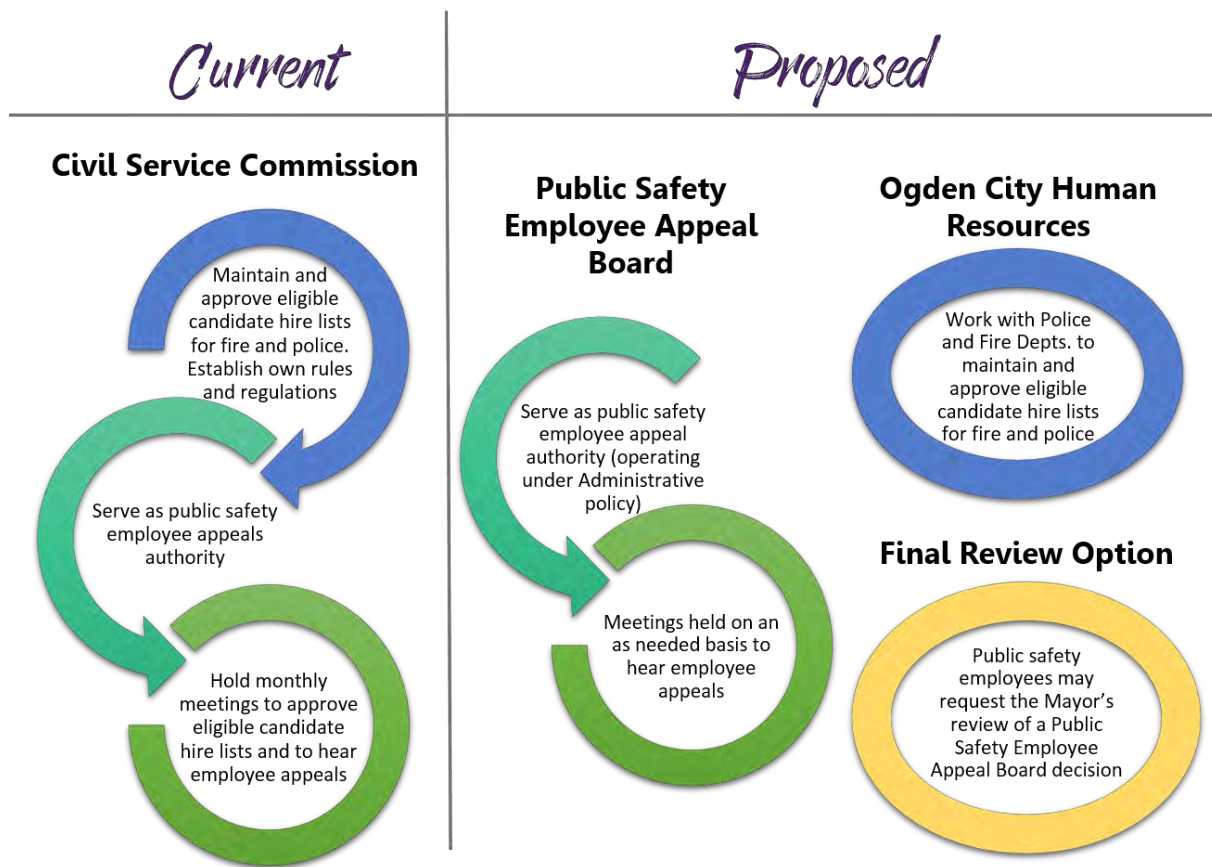 Current
Proposed
Civil Service Commission
Maintain and
approve eligible
candidate hire lists
for fire and police.
Establish own rules
and regulations
Serve as public safety
employee appeals
authority
Hold monthly
meetings to approve
eligible candidate
hire lists and to hear
employee appeals
Public Safety
Employee Appeal
Board
Serve as public safety
employee appeal
authority (operating
under Administrative
policy)
Meetings held on an
as needed basis to
hear employee
appeals
Ogden City Human
Resources
Work with Police
and Fire Depts. to
maintain and
approve eligible
candidate hire lists
for fire and police
Final Review Option
Public safety
employees may
request the Mayor’s
review of a Public
Safety Employee
Appeal Board decision